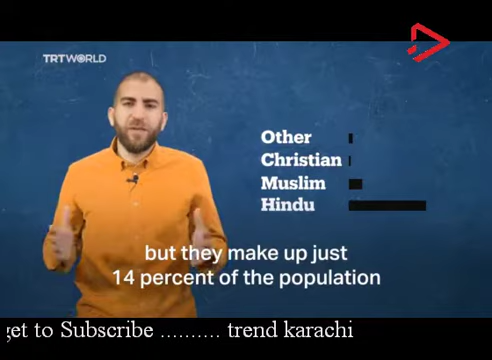 TRTWORLD
Other
Christian
Muslim
Hindu
but they make up just
14 percent of the population
get to Subscribe .......... trend karachi